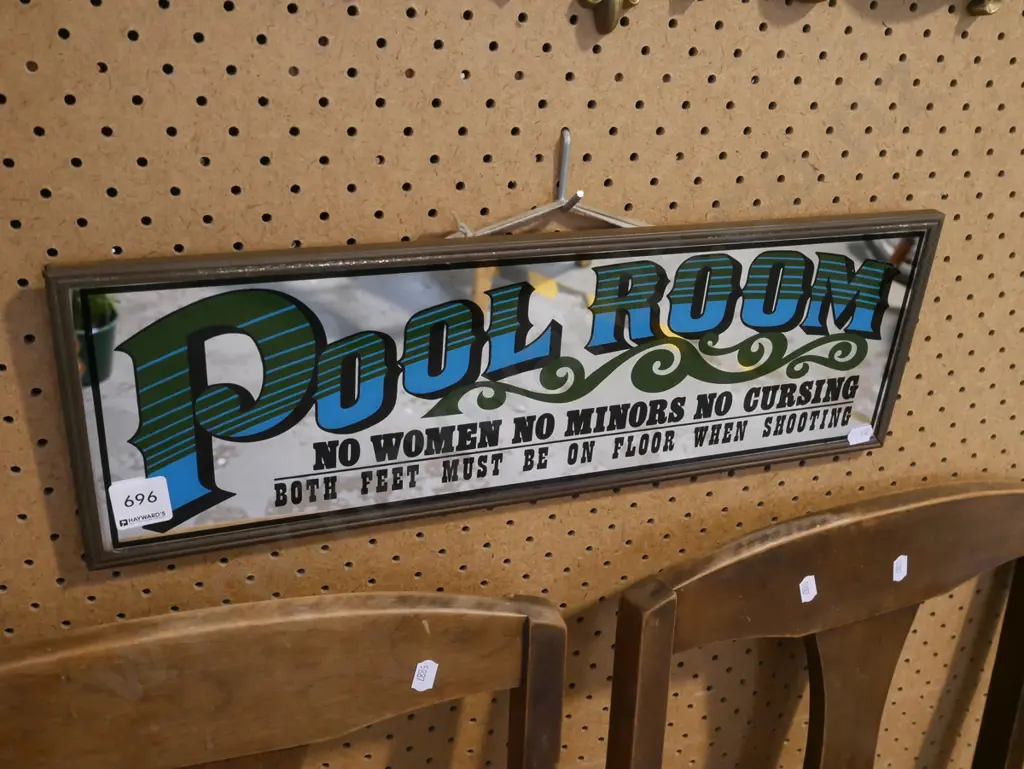 POOL ROOM
NO WOMEN NO MINORS NO CURSING
BOTH FEET MUST BE ON FLOOR WHEN SHOOTING
696
HAYWARD'S